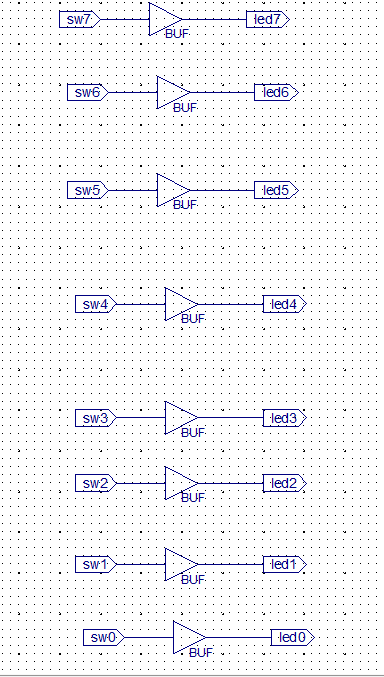 sw7 led7
BUF
sw6 led6
BUF
sw5 led5
BUF
sw4 led4
BUF
sw3 led3
BUF
sw2 led2
BUF
sw1 led1
BUF
sw0 led0
BUF